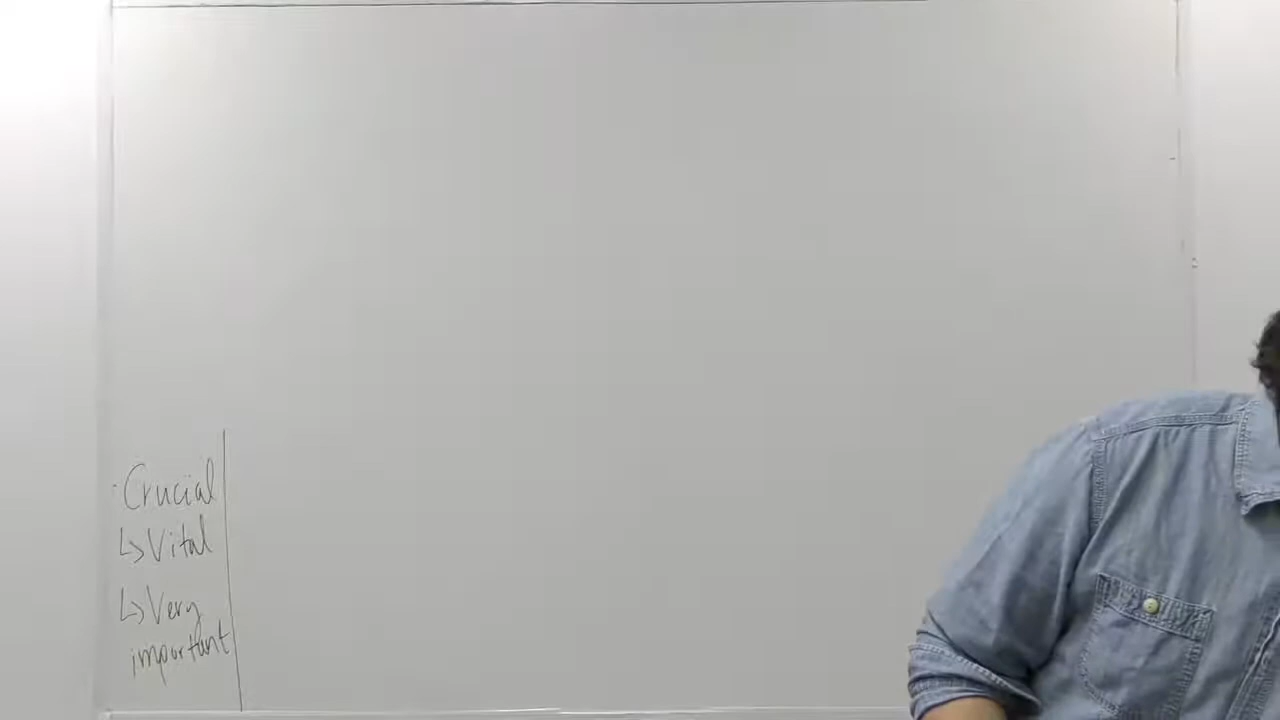 · Crucial
↳ Vital
↳ Very
important